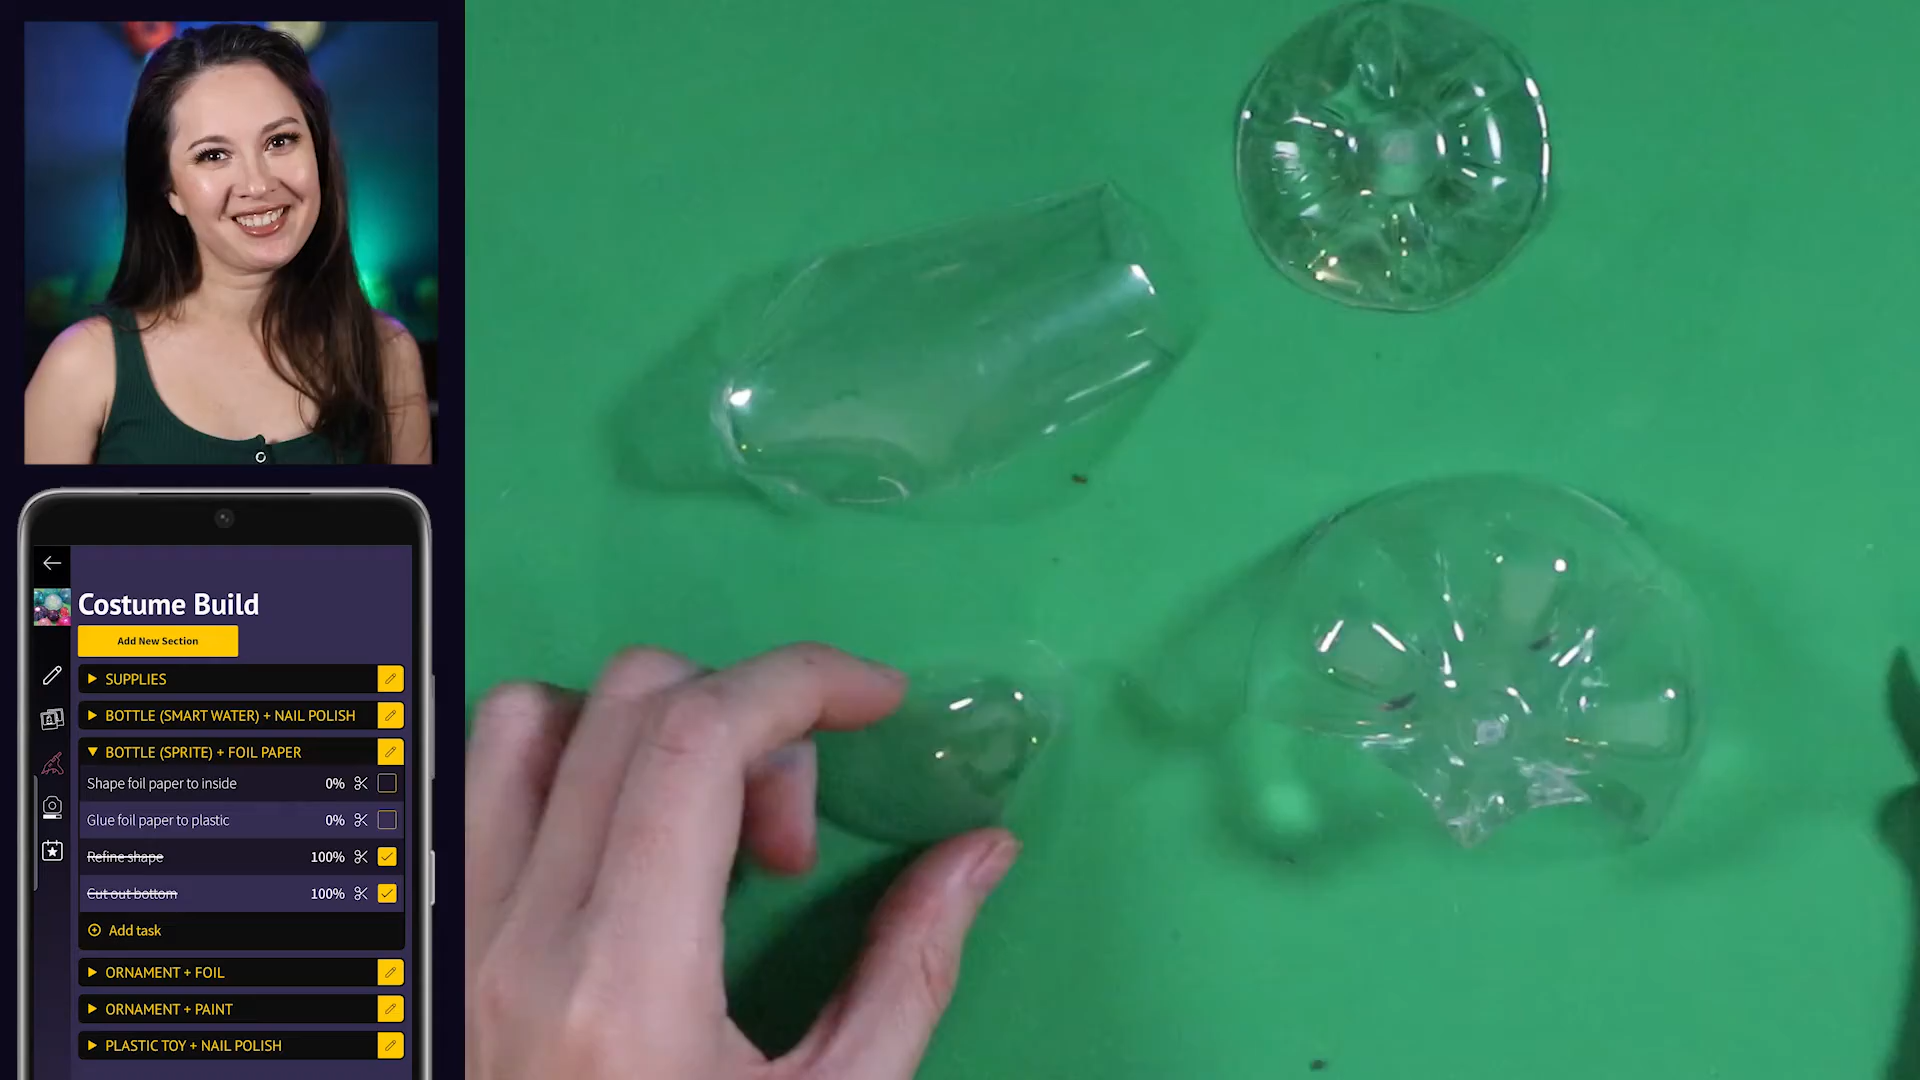 Costume Build
Add New Section
SUPPLIES
BOTTLE (SMART WATER) + NAIL POLISH
BOTTLE (SPRITE) + FOIL PAPER
Shape foil paper to inside 0%
Glue foil paper to plastic 0%
Refine shape 100%
Cut out bottom 100%
Add task
ORNAMENT + FOIL
ORNAMENT + PAINT
PLASTIC TOY + NAIL POLISH